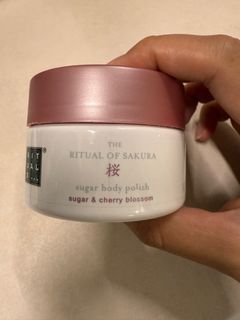 THE
RITUAL OF SAKURA
桜
sugar body polish
sugar & cherry blossom